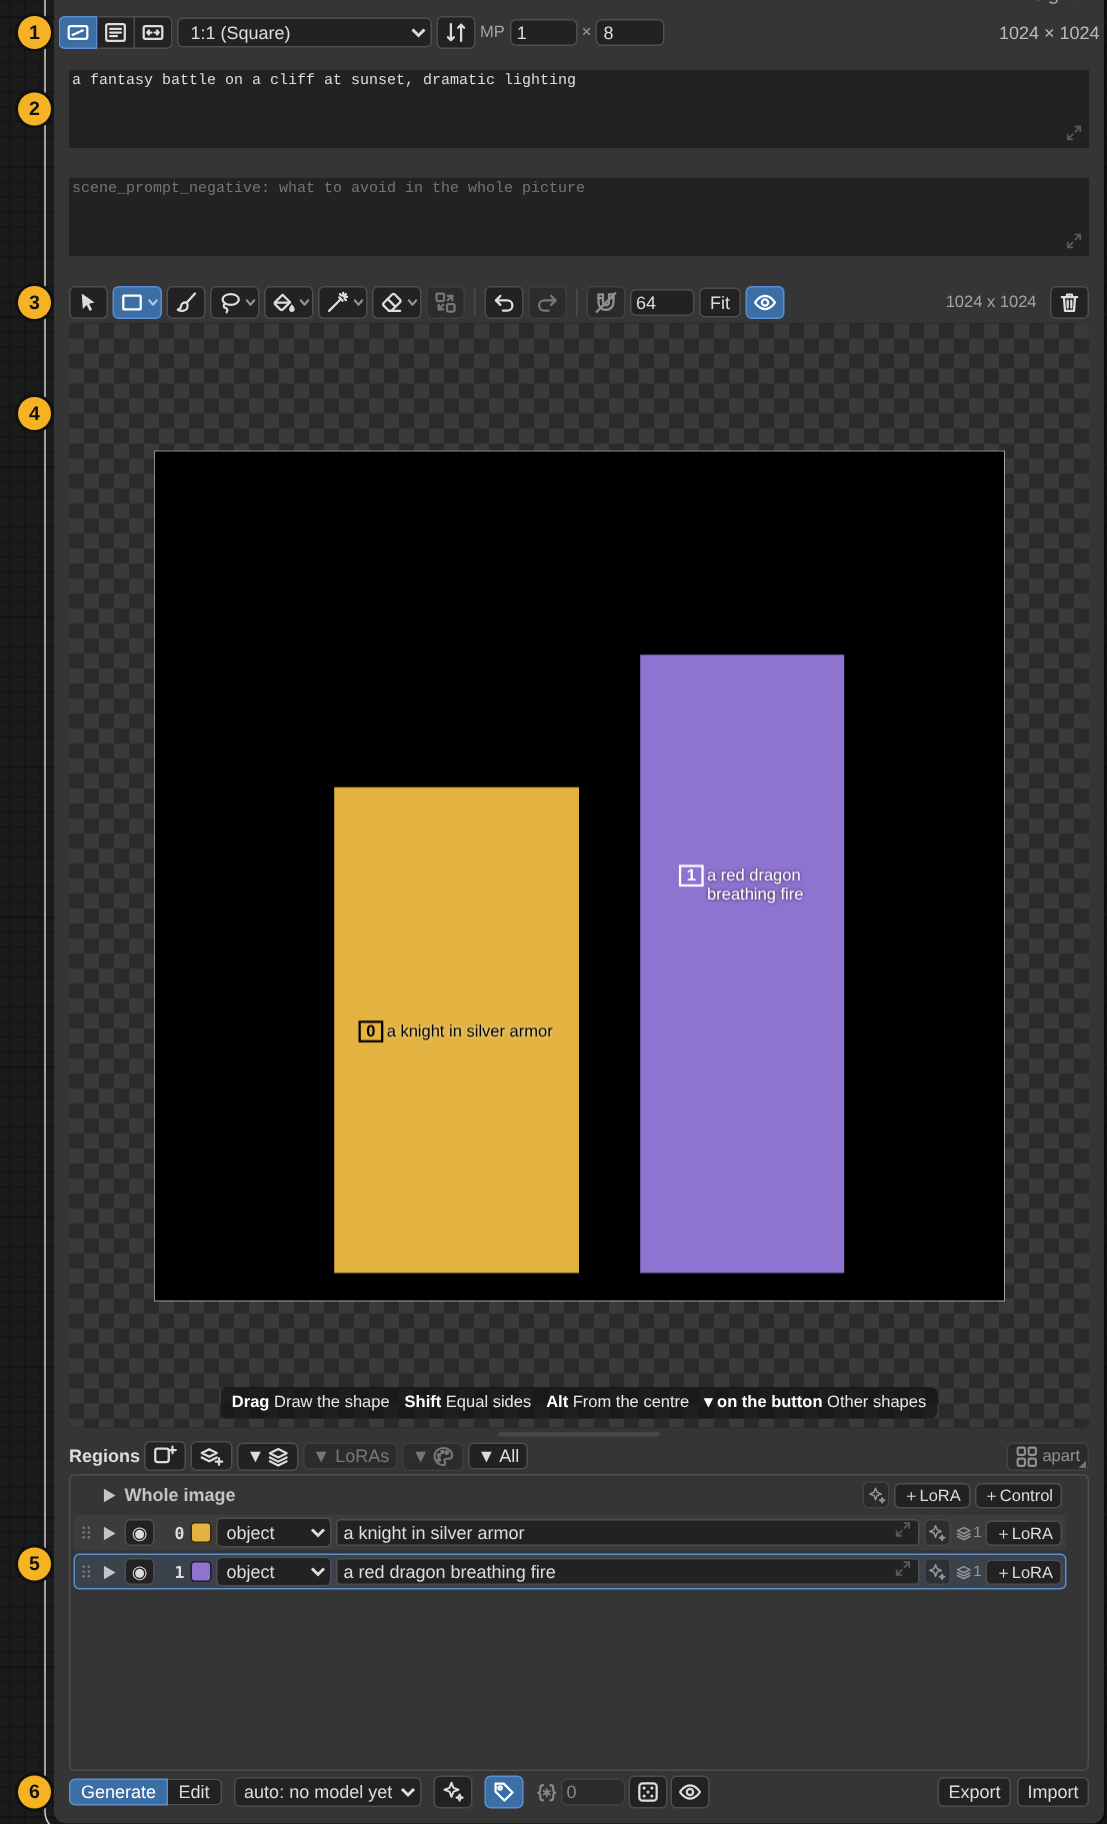 1
1:1 (Square)
MP 1 × 8
1024 × 1024
2
a fantasy battle on a cliff at sunset, dramatic lighting
scene_prompt_negative: what to avoid in the whole picture
3
64
Fit
1024 x 1024
4
1 a red dragon
breathing fire
0 a knight in silver armor
Drag Draw the shape Shift Equal sides Alt From the centre ▼ on the button Other shapes
Regions
▼
▼ LoRAs
▼
▼ All
apart
▶ Whole image
+ LoRA
+ Control
0 object a knight in silver armor 1 + LoRA
5
1 object a red dragon breathing fire 1 + LoRA
6
Generate
Edit
auto: no model yet
{*} 0
Export
Import